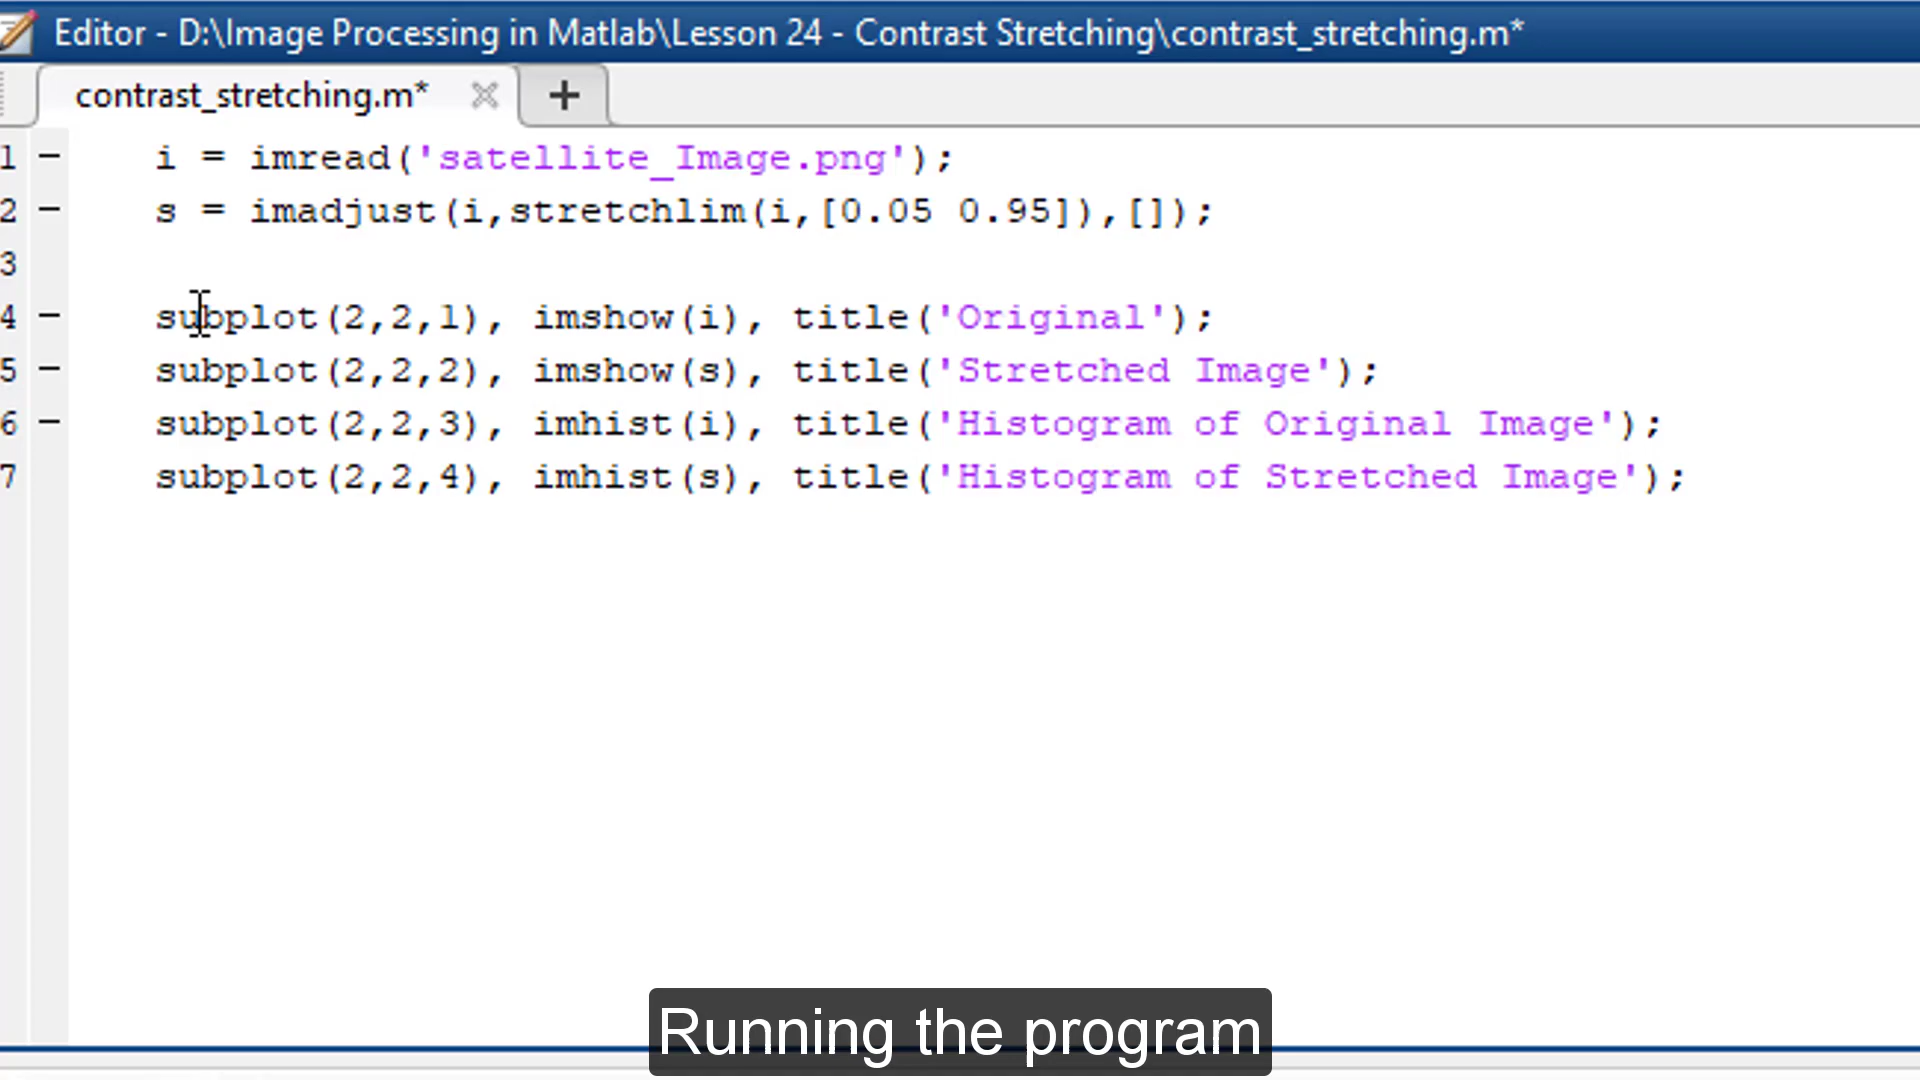 Editor - D:\Image Processing in Matlab\Lesson 24 - Contrast Stretching\contrast_stretching.m*
contrast_stretching.m* × +
1 – i = imread('satellite_Image.png');
2 – s = imadjust(i,stretchlim(i,[0.05 0.95]),[]);
3
4 – subplot(2,2,1), imshow(i), title('Original');
5 – subplot(2,2,2), imshow(s), title('Stretched Image');
6 – subplot(2,2,3), imhist(i), title('Histogram of Original Image');
7 subplot(2,2,4), imhist(s), title('Histogram of Stretched Image');
Running the program